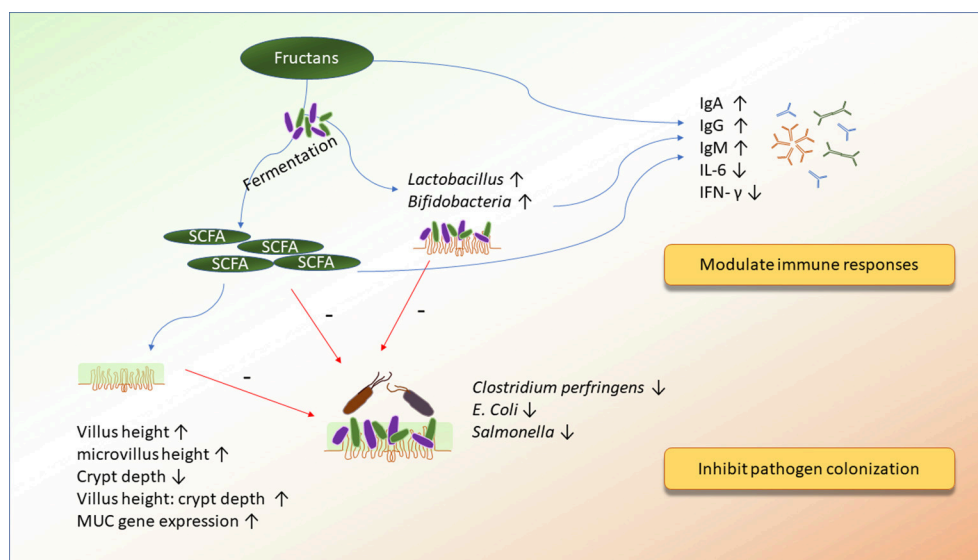 Fructans
Fermentation
IgA ↑
IgG ↑
IgM ↑
IL-6 ↓
IFN- γ ↓
Lactobacillus ↑
Bifidobacteria ↑
SCFA
SCFA
SCFA
SCFA
Modulate immune responses
-
-
-
Clostridium perfringens ↓
E. Coli ↓
Salmonella ↓
Villus height ↑
microvillus height ↑
Crypt depth ↓
Villus height: crypt depth ↑
MUC gene expression ↑
Inhibit pathogen colonization